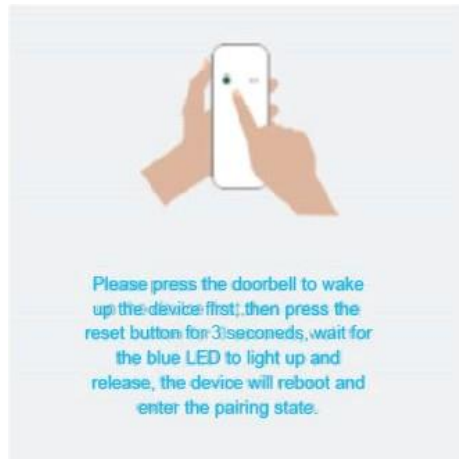 Please press the doorbell to wake
up the device first, then press the
reset button for 3 seconeds, wait for
the blue LED to light up and
release, the device will reboot and
enter the pairing state.